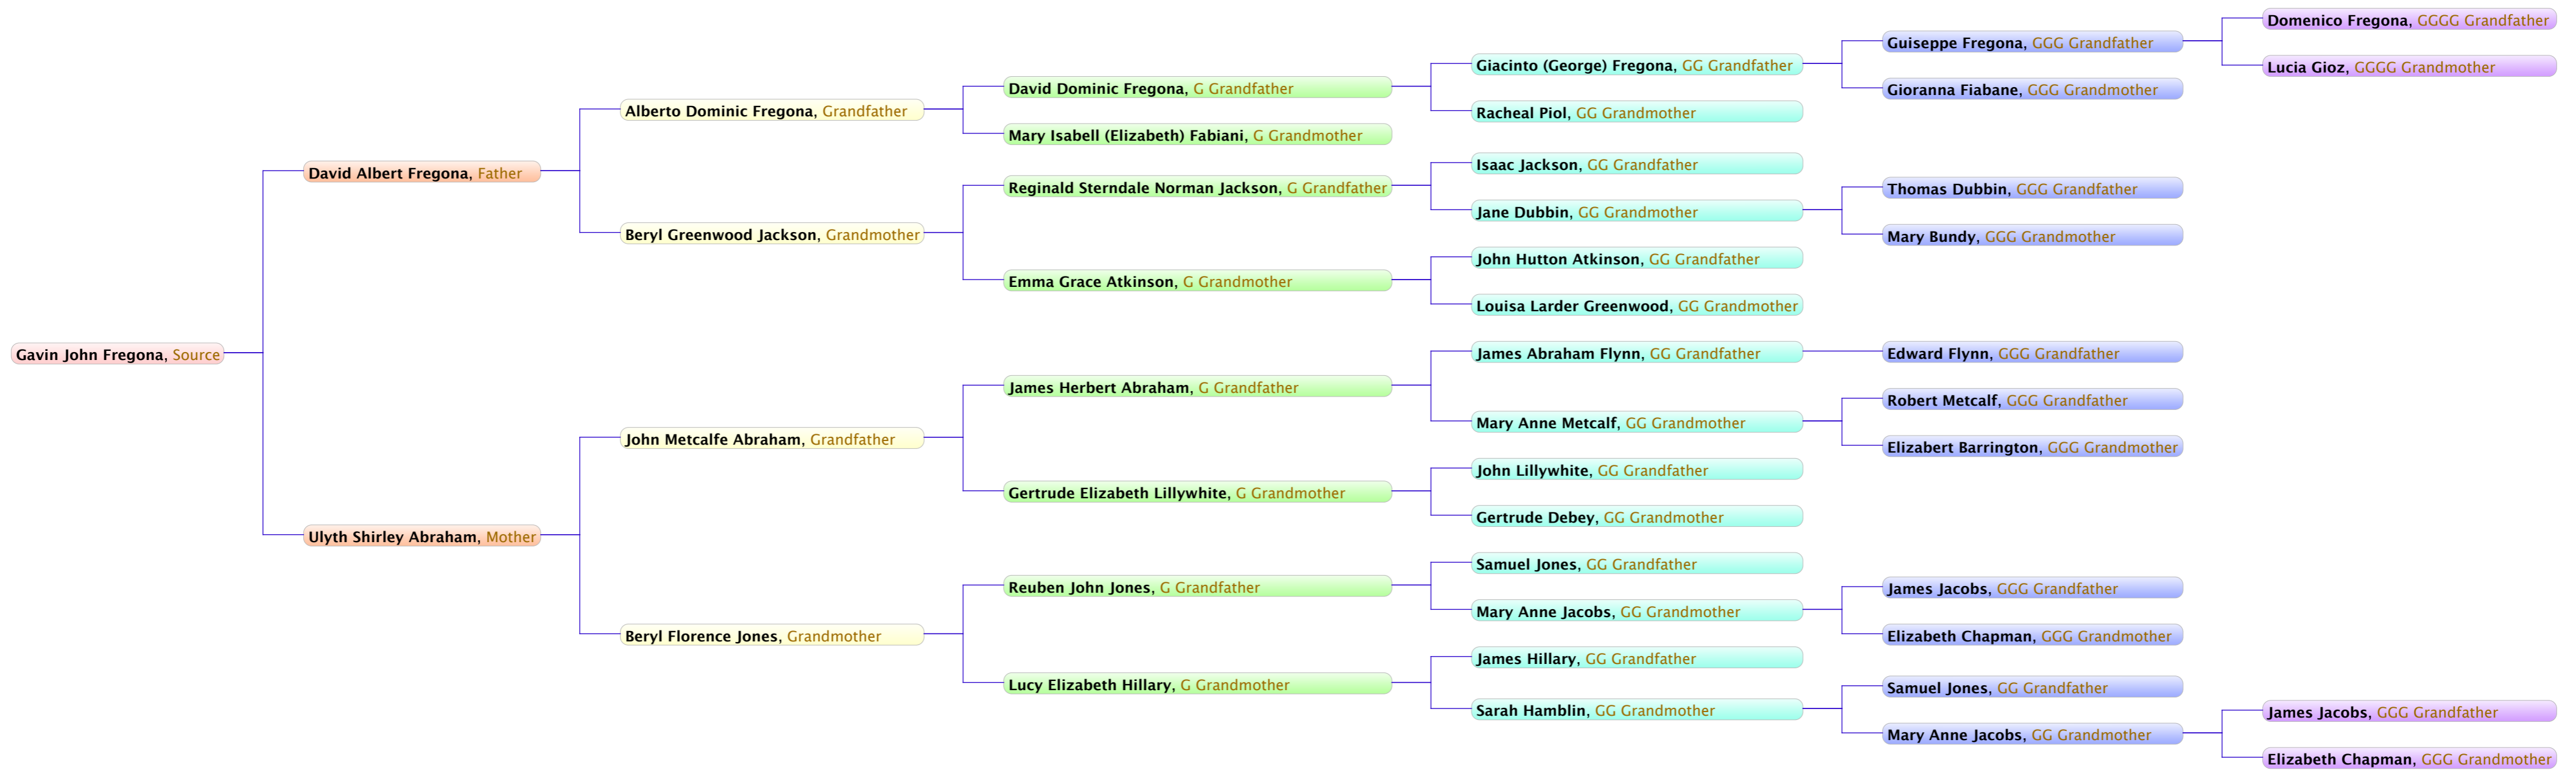 Gavin John Fregona, Source
David Albert Fregona, Father
Ulyth Shirley Abraham, Mother
Alberto Dominic Fregona, Grandfather
Beryl Greenwood Jackson, Grandmother
John Metcalfe Abraham, Grandfather
Beryl Florence Jones, Grandmother
David Dominic Fregona, G Grandfather
Mary Isabell (Elizabeth) Fabiani, G Grandmother
Reginald Sterndale Norman Jackson, G Grandfather
Emma Grace Atkinson, G Grandmother
James Herbert Abraham, G Grandfather
Gertrude Elizabeth Lillywhite, G Grandmother
Reuben John Jones, G Grandfather
Lucy Elizabeth Hillary, G Grandmother
Giacinto (George) Fregona, GG Grandfather
Racheal Piol, GG Grandmother
Isaac Jackson, GG Grandfather
Jane Dubbin, GG Grandmother
John Hutton Atkinson, GG Grandfather
Louisa Larder Greenwood, GG Grandmother
James Abraham Flynn, GG Grandfather
Mary Anne Metcalf, GG Grandmother
John Lillywhite, GG Grandfather
Gertrude Debey, GG Grandmother
Samuel Jones, GG Grandfather
Mary Anne Jacobs, GG Grandmother
James Hillary, GG Grandfather
Sarah Hamblin, GG Grandmother
Guiseppe Fregona, GGG Grandfather
Gioranna Fiabane, GGG Grandmother
Thomas Dubbin, GGG Grandfather
Mary Bundy, GGG Grandmother
Edward Flynn, GGG Grandfather
Robert Metcalf, GGG Grandfather
Elizabert Barrington, GGG Grandmother
James Jacobs, GGG Grandfather
Elizabeth Chapman, GGG Grandmother
Samuel Jones, GG Grandfather
Mary Anne Jacobs, GG Grandmother
Domenico Fregona, GGGG Grandfather
Lucia Gioz, GGGG Grandmother
James Jacobs, GGG Grandfather
Elizabeth Chapman, GGG Grandmother